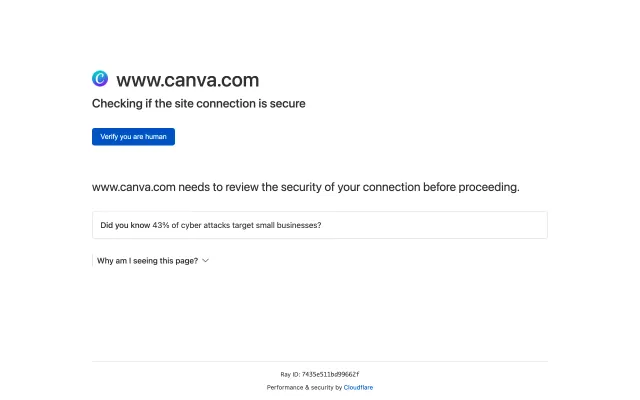 www.canva.com
Checking if the site connection is secure
Verify you are human
www.canva.com needs to review the security of your connection before proceeding.
Did you know 43% of cyber attacks target small businesses?
Why am I seeing this page?
Ray ID: 7435e511bd99662f
Performance & security by Cloudflare